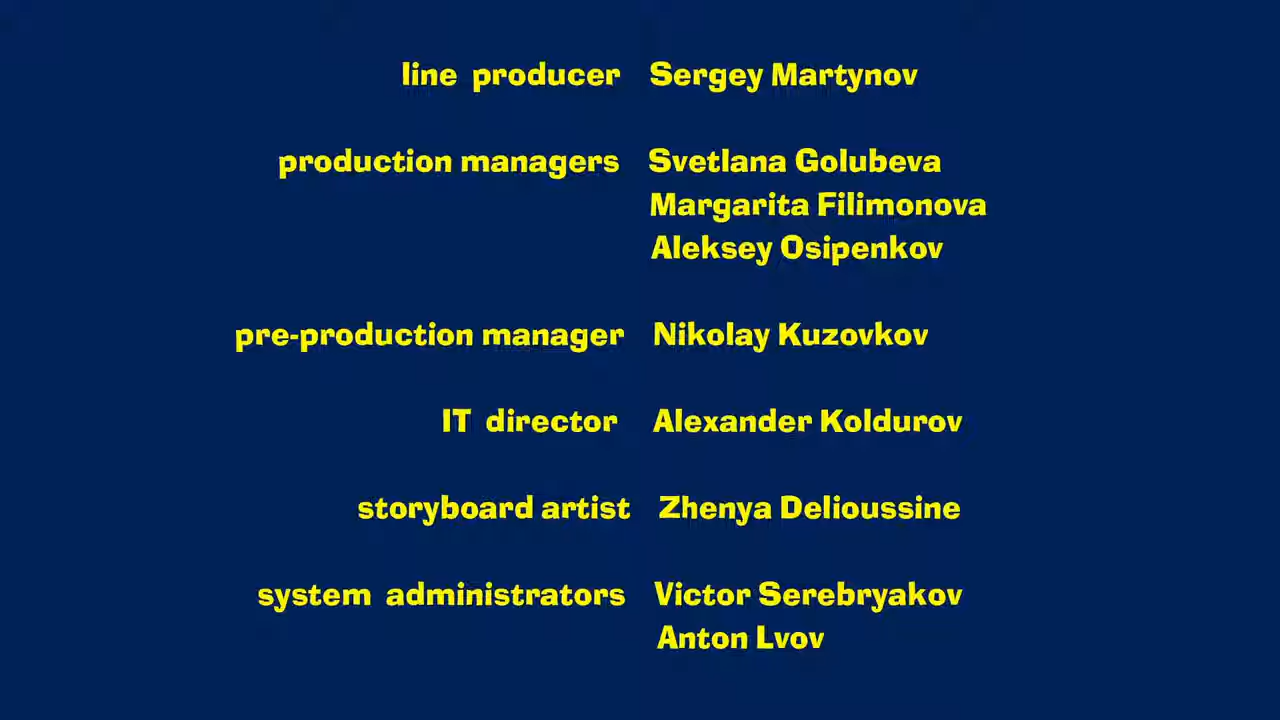 line producer Sergey Martynov
production managers Svetlana Golubeva
Margarita Filimonova
Aleksey Osipenkov
pre-production manager Nikolay Kuzovkov
IT director Alexander Koldurov
storyboard artist Zhenya Delioussine
system administrators Victor Serebryakov
Anton Lvov